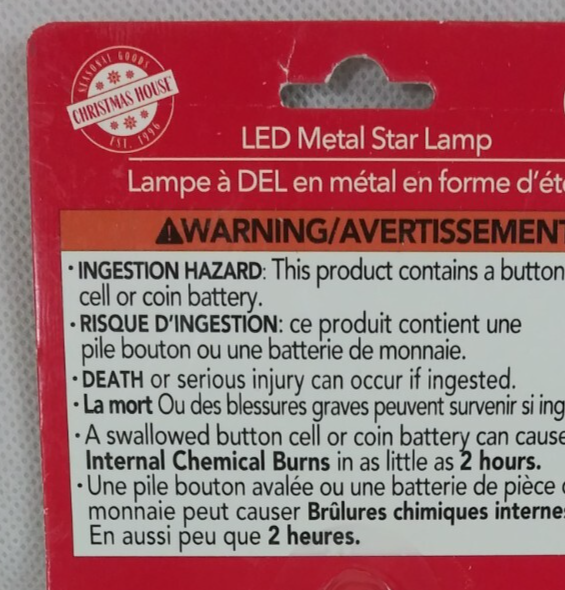 SEASONAL GOODS
CHRISTMAS HOUSE
EST. 1996
LED Metal Star Lamp
Lampe à DEL en métal en forme d'éto
⚠WARNING/AVERTISSEMENT
· INGESTION HAZARD: This product contains a button
cell or coin battery.
· RISQUE D'INGESTION: ce produit contient une
pile bouton ou une batterie de monnaie.
· DEATH or serious injury can occur if ingested.
· La mort Ou des blessures graves peuvent survenir si ing
· A swallowed button cell or coin battery can cause
Internal Chemical Burns in as little as 2 hours.
· Une pile bouton avalée ou une batterie de pièce
monnaie peut causer Brûlures chimiques internes
En aussi peu que 2 heures.